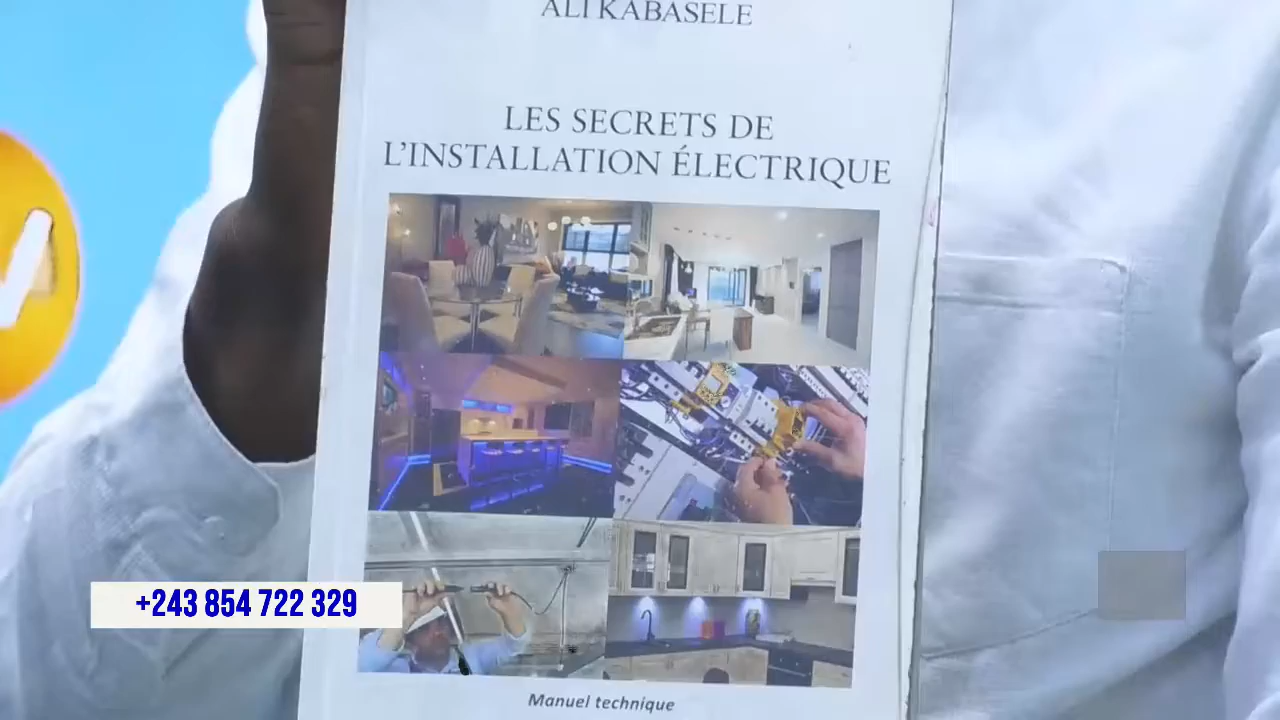 ALI KABASELE
LES SECRETS DE
L'INSTALLATION ÉLECTRIQUE
+243 854 722 329
Manuel technique